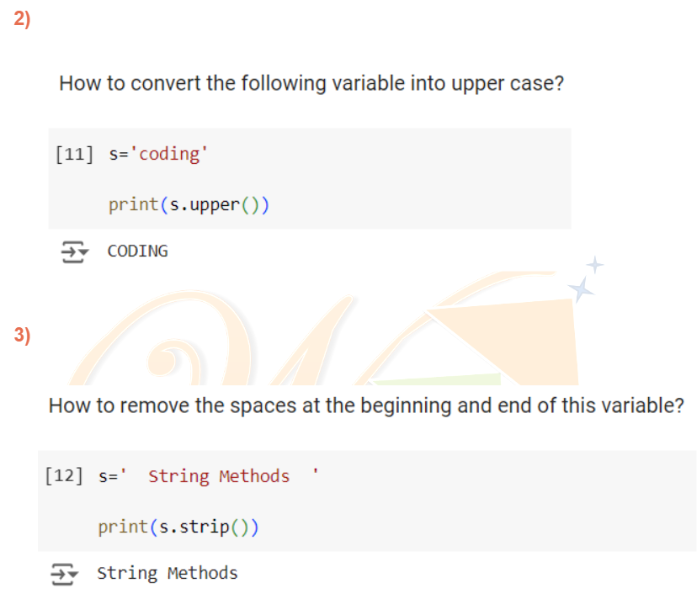 2)
How to convert the following variable into upper case?
[11] s='coding'
print(s.upper())
CODING
3)
How to remove the spaces at the beginning and end of this variable?
[12] s='  String Methods  '
print(s.strip())
String Methods